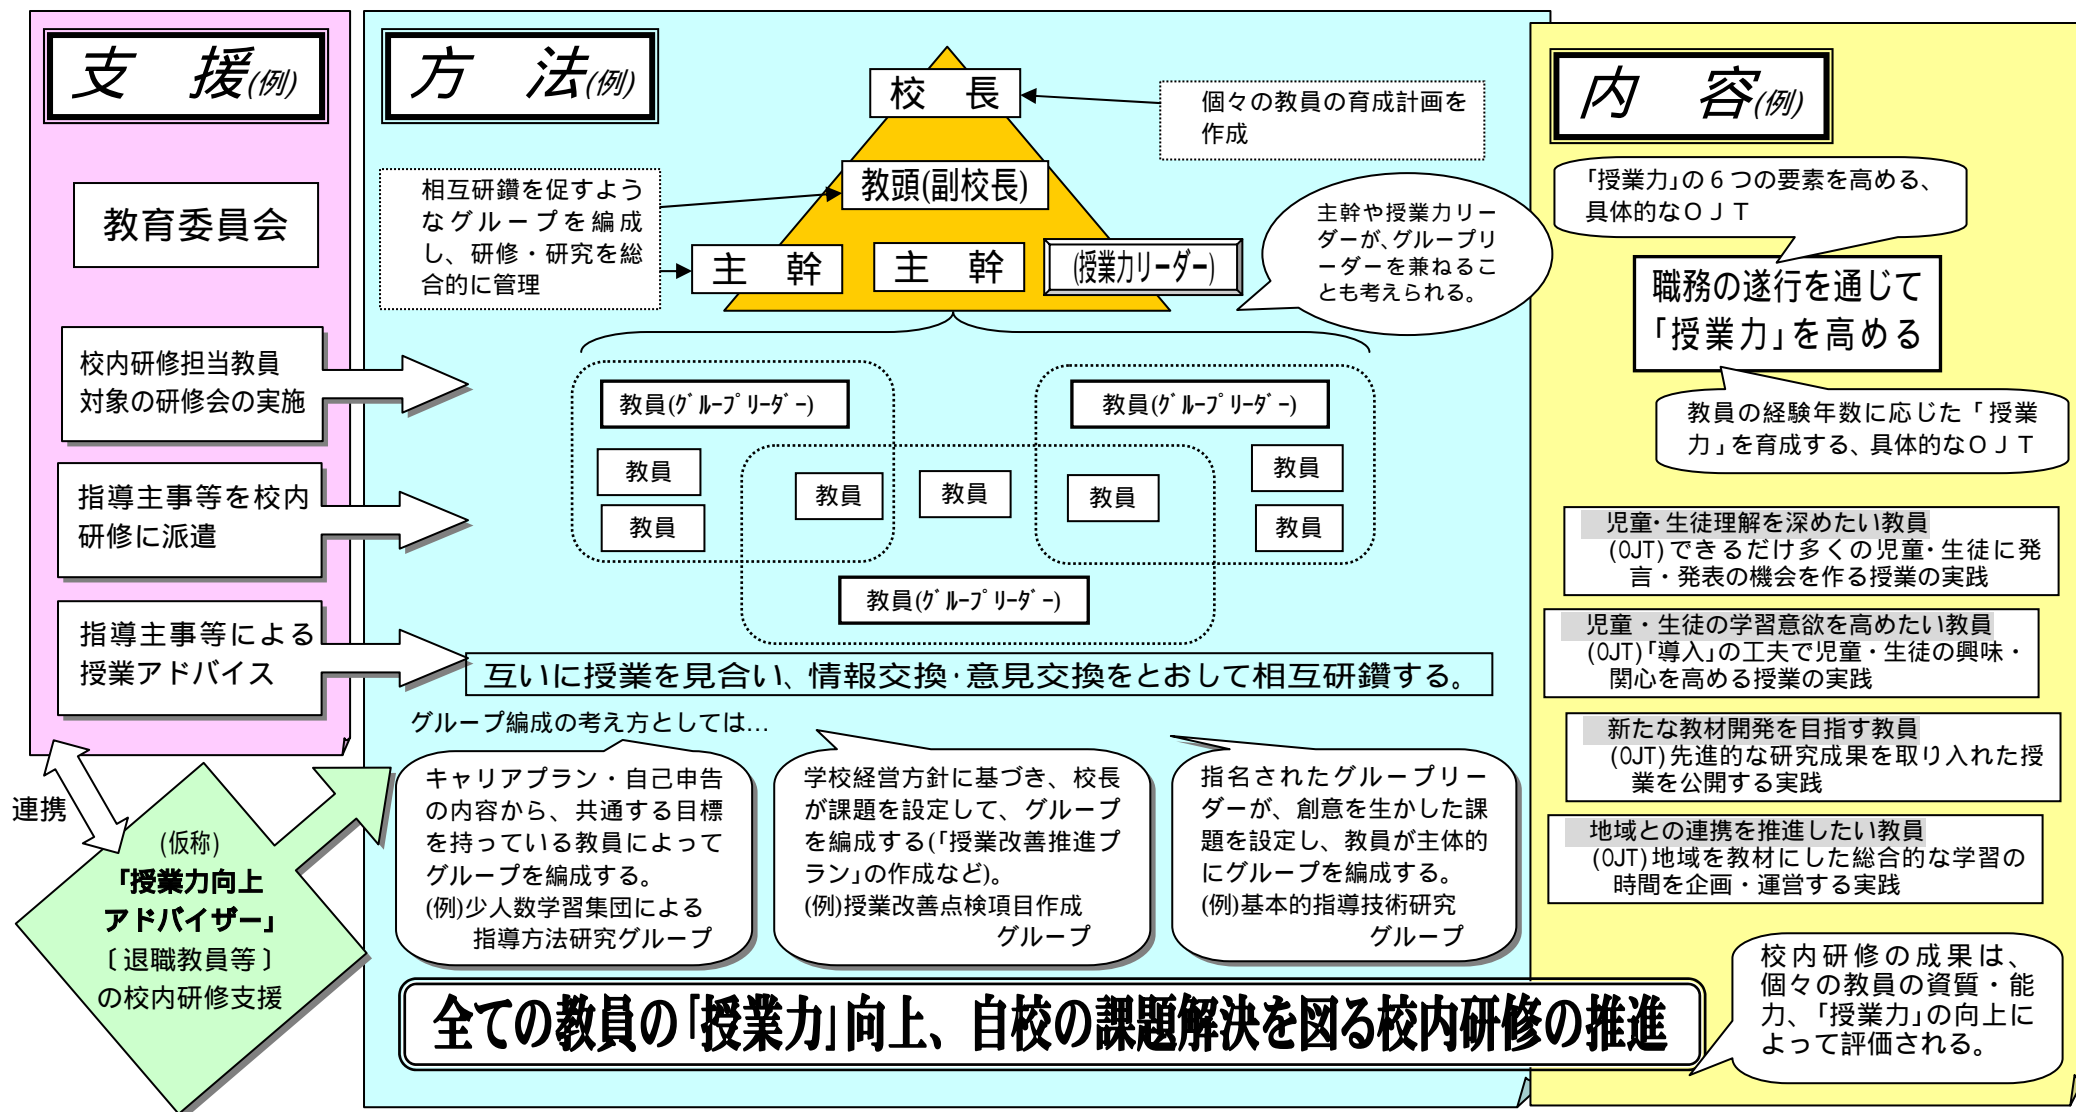 支　援(例)
教育委員会
校内研修担当教員
対象の研修会の実施
指導主事等を校内
研修に派遣
指導主事等による
授業アドバイス
連携
(仮称)
「授業力向上
アドバイザー」
〔退職教員等〕
の校内研修支援
方　法(例)
校　長
個々の教員の育成計画を
作成
教頭(副校長)
相互研鑽を促すよう
なグループを編成
し、研修・研究を総
合的に管理
主　幹
主　幹
(授業力リーダー)
主幹や授業力リー
ダーが、グループリ
ーダーを兼ねるこ
とも考えられる。
教員(ｸﾞﾙｰﾌﾟﾘｰﾀﾞｰ)
教員(ｸﾞﾙｰﾌﾟﾘｰﾀﾞｰ)
教員
教員
教員
教員
教員
教員
教員
教員(ｸﾞﾙｰﾌﾟﾘｰﾀﾞｰ)
互いに授業を見合い、情報交換・意見交換をとおして相互研鑽する。
グループ編成の考え方としては…
キャリアプラン・自己申告
の内容から、共通する目標
を持っている教員によって
グループを編成する。
(例)少人数学習集団による
指導方法研究グループ
学校経営方針に基づき、校長
が課題を設定して、グループ
を編成する(「授業改善推進プ
ラン」の作成など)。
(例)授業改善点検項目作成
グループ
指名されたグループリー
ダーが、創意を生かした課
題を設定し、教員が主体的
にグループを編成する。
(例)基本的指導技術研究
グループ
全ての教員の「授業力」向上、自校の課題解決を図る校内研修の推進
内　容(例)
「授業力」の６つの要素を高める、
具体的なＯＪＴ
職務の遂行を通じて
「授業力」を高める
教員の経験年数に応じた「授業
力」を育成する、具体的なＯＪＴ
児童・生徒理解を深めたい教員
(OJT)できるだけ多くの児童・生徒に発
言・発表の機会を作る授業の実践
児童・生徒の学習意欲を高めたい教員
(OJT)「導入」の工夫で児童・生徒の興味・
関心を高める授業の実践
新たな教材開発を目指す教員
(OJT)先進的な研究成果を取り入れた授
業を公開する実践
地域との連携を推進したい教員
(OJT)地域を教材にした総合的な学習の
時間を企画・運営する実践
校内研修の成果は、
個々の教員の資質・能
力、「授業力」の向上に
よって評価される。